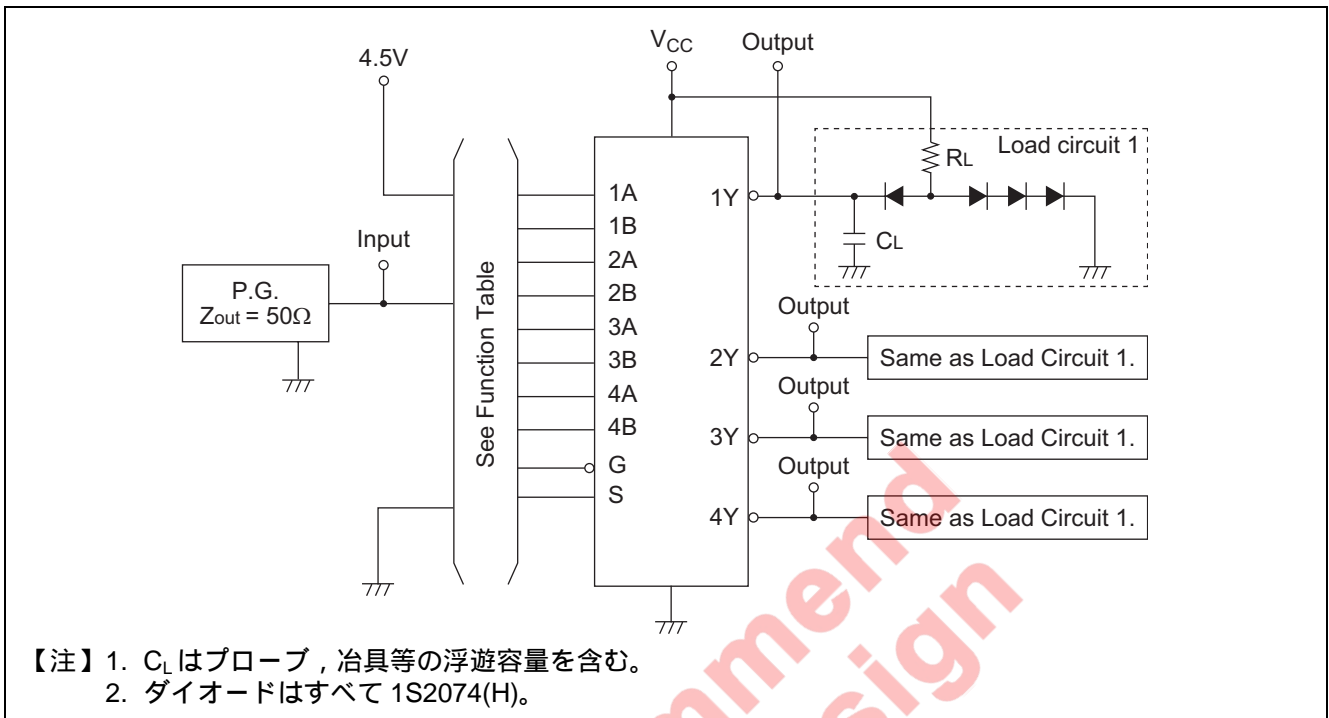 4.5V
V_CC
Output
Load circuit 1
RL
CL
Input
P.G.
Zout = 50Ω
See Function Table
1A
1B
2A
2B
3A
3B
4A
4B
G
S
1Y
2Y
3Y
4Y
Output
Same as Load Circuit 1.
Output
Same as Load Circuit 1.
Output
Same as Load Circuit 1.
【注】1. CL はプローブ,冶具等の浮遊容量を含む。
2. ダイオードはすべて 1S2074(H)。